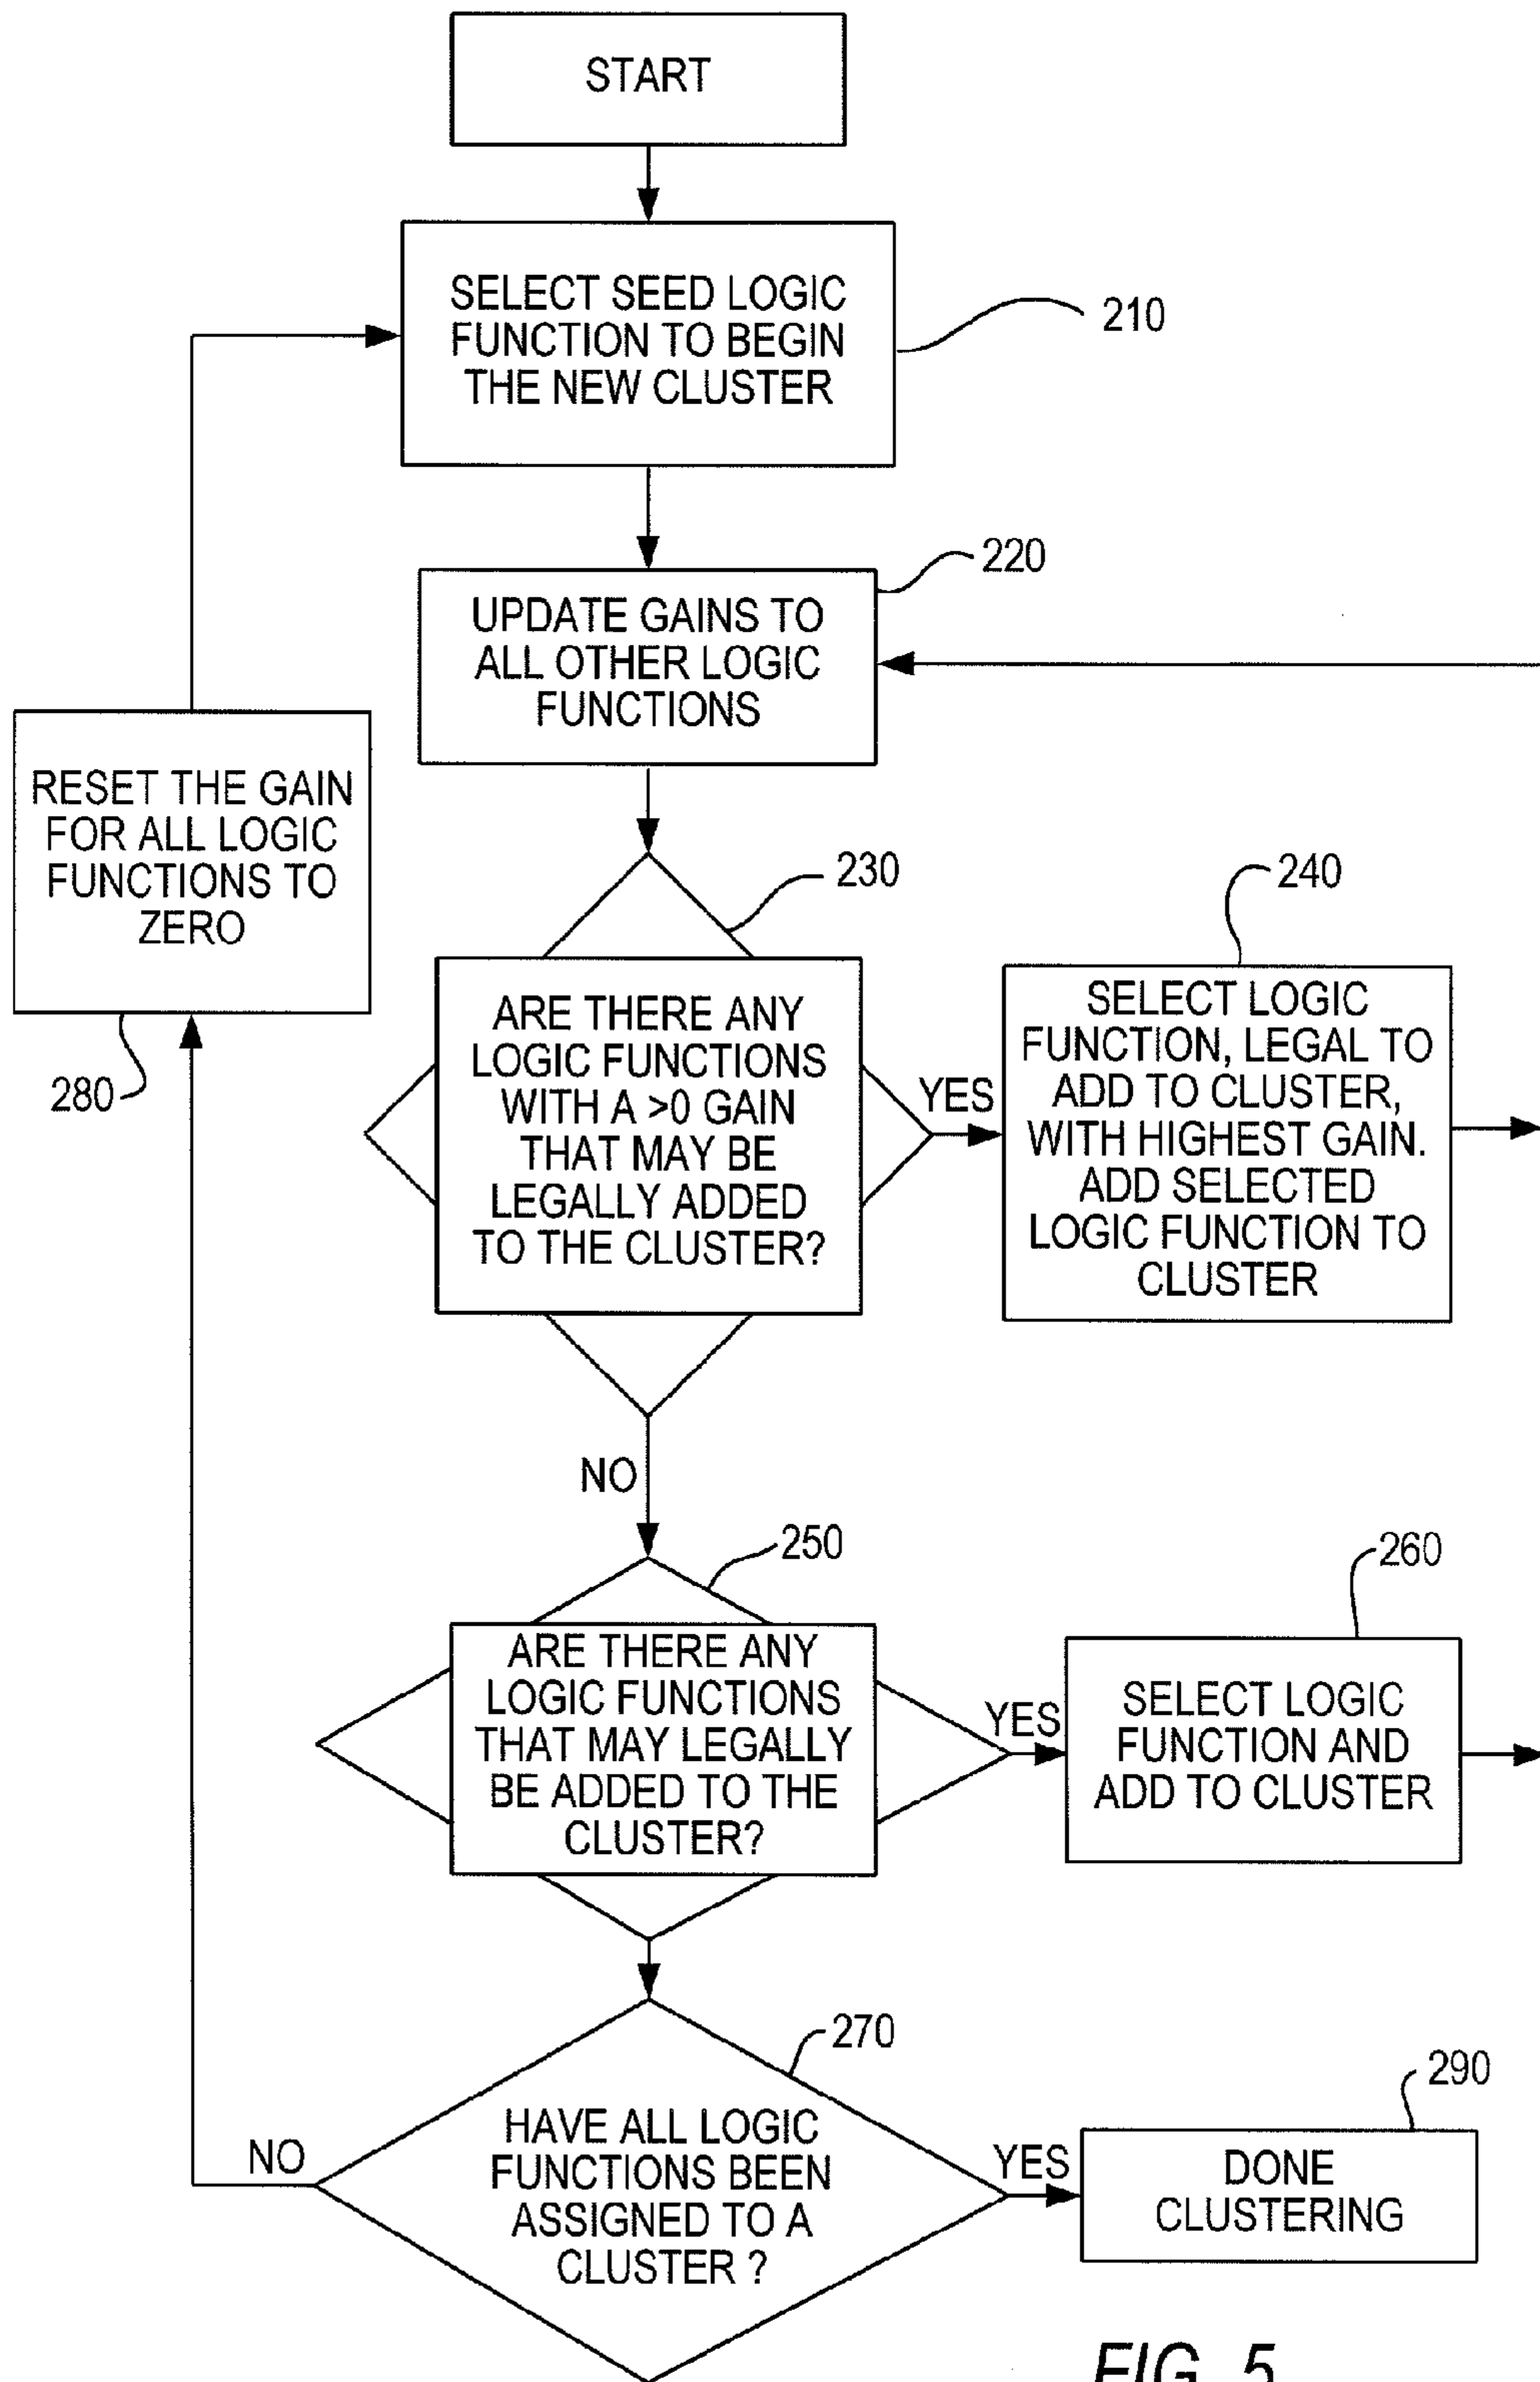 START
SELECT SEED LOGIC
FUNCTION TO BEGIN
THE NEW CLUSTER
210
220
UPDATE GAINS TO
ALL OTHER LOGIC
FUNCTIONS
RESET THE GAIN
FOR ALL LOGIC
FUNCTIONS TO
ZERO
280
230
ARE THERE ANY
LOGIC FUNCTIONS
WITH A >0 GAIN
THAT MAY BE
LEGALLY ADDED
TO THE CLUSTER?
YES
240
SELECT LOGIC
FUNCTION, LEGAL TO
ADD TO CLUSTER,
WITH HIGHEST GAIN.
ADD SELECTED
LOGIC FUNCTION TO
CLUSTER
NO
250
ARE THERE ANY
LOGIC FUNCTIONS
THAT MAY LEGALLY
BE ADDED TO THE
CLUSTER?
YES
260
SELECT LOGIC
FUNCTION AND
ADD TO CLUSTER
270
HAVE ALL LOGIC
FUNCTIONS BEEN
ASSIGNED TO A
CLUSTER ?
NO
YES
290
DONE
CLUSTERING
FIG. 5